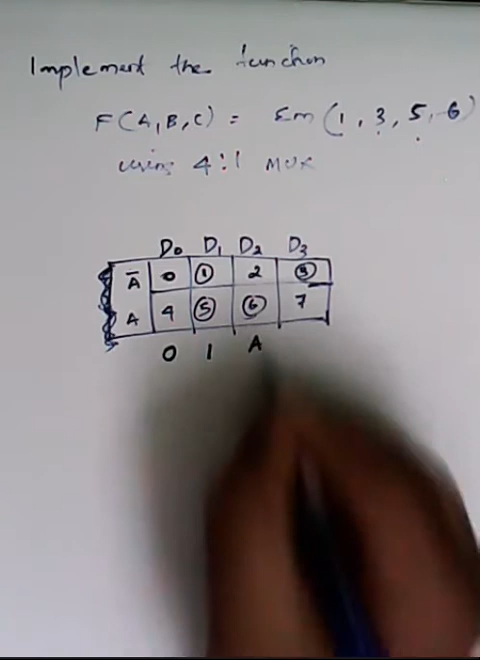 Implement the function
F(A,B,C) = Σm (1, 3, 5, 6)
using 4:1 MUX
D0 D1 D2 D3
Ā 0 1 2 3
A 4 5 6 7
0 1 A